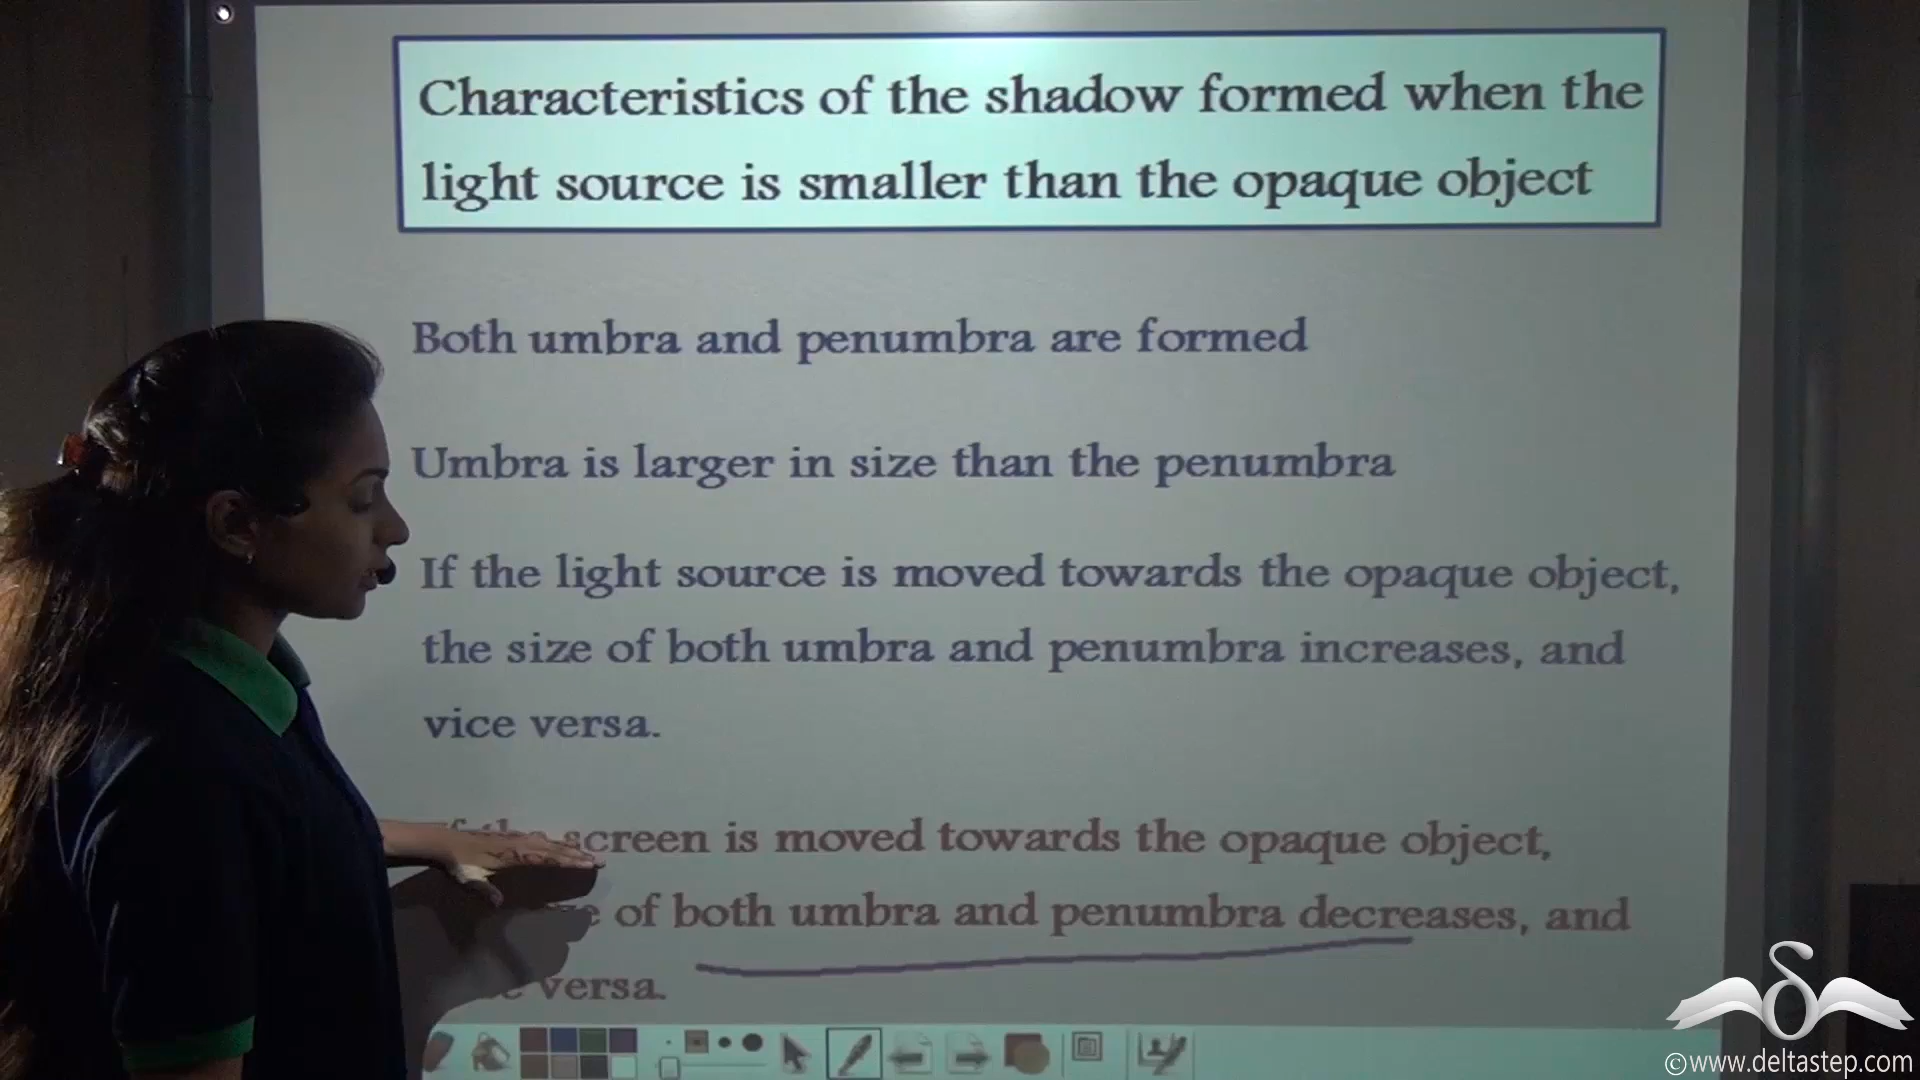 Characteristics of the shadow formed when the
light source is smaller than the opaque object
Both umbra and penumbra are formed
Umbra is larger in size than the penumbra
If the light source is moved towards the opaque object,
the size of both umbra and penumbra increases, and
vice versa.
screen is moved towards the opaque object,
of both umbra and penumbra decreases, and
versa.
©www.deltastep.com